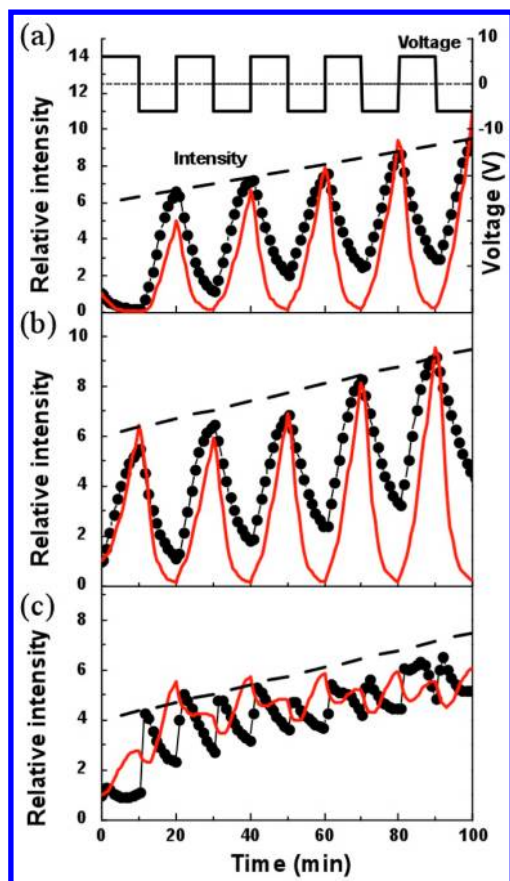 (a)
Voltage
Intensity
Relative intensity
14
12
10
8
6
4
2
0
10
0
-10
Voltage (V)
(b)
Relative intensity
10
8
6
4
2
0
(c)
Relative intensity
8
6
4
2
0
0 20 40 60 80 100
Time (min)